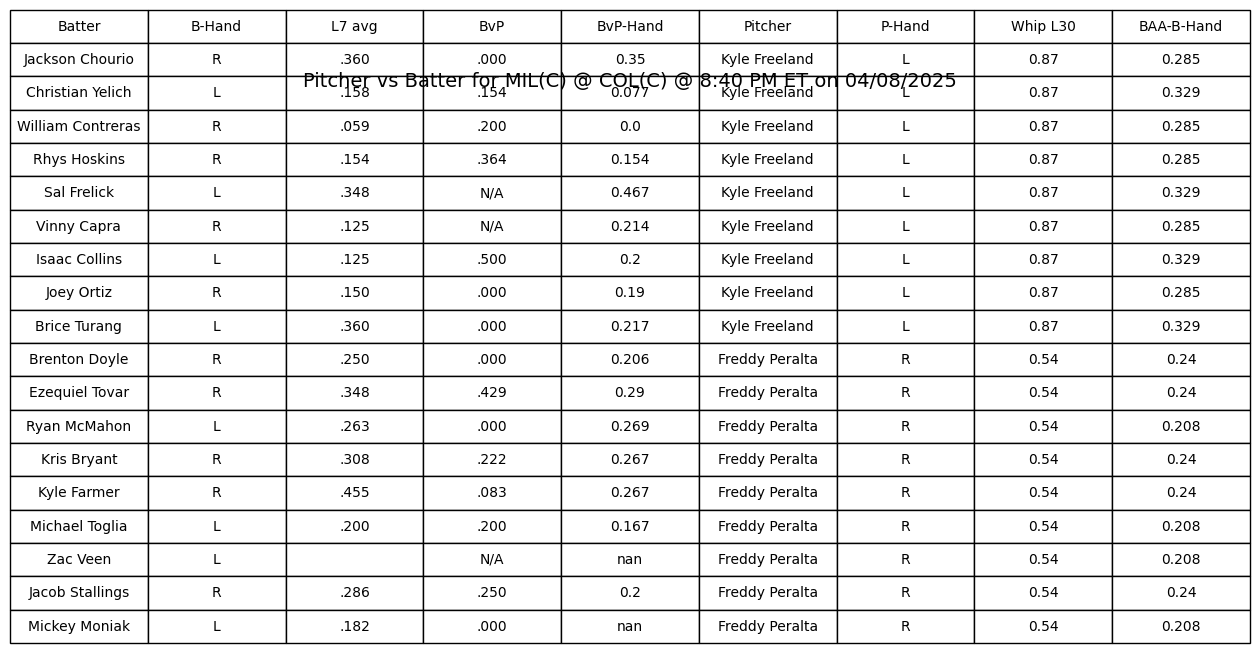 Batter B-Hand L7 avg BvP BvP-Hand Pitcher P-Hand Whip L30 BAA-B-Hand
Jackson Chourio R .360 .000 0.35 Kyle Freeland L 0.87 0.285
Pitcher vs Batter for MIL(C) @ COL(C) @ 8:40 PM ET on 04/08/2025
Christian Yelich L .158 .154 0.077 Kyle Freeland L 0.87 0.329
William Contreras R .059 .200 0.0 Kyle Freeland L 0.87 0.285
Rhys Hoskins R .154 .364 0.154 Kyle Freeland L 0.87 0.285
Sal Frelick L .348 N/A 0.467 Kyle Freeland L 0.87 0.329
Vinny Capra R .125 N/A 0.214 Kyle Freeland L 0.87 0.285
Isaac Collins L .125 .500 0.2 Kyle Freeland L 0.87 0.329
Joey Ortiz R .150 .000 0.19 Kyle Freeland L 0.87 0.285
Brice Turang L .360 .000 0.217 Kyle Freeland L 0.87 0.329
Brenton Doyle R .250 .000 0.206 Freddy Peralta R 0.54 0.24
Ezequiel Tovar R .348 .429 0.29 Freddy Peralta R 0.54 0.24
Ryan McMahon L .263 .000 0.269 Freddy Peralta R 0.54 0.208
Kris Bryant R .308 .222 0.267 Freddy Peralta R 0.54 0.24
Kyle Farmer R .455 .083 0.267 Freddy Peralta R 0.54 0.24
Michael Toglia L .200 .200 0.167 Freddy Peralta R 0.54 0.208
Zac Veen L N/A nan Freddy Peralta R 0.54 0.208
Jacob Stallings R .286 .250 0.2 Freddy Peralta R 0.54 0.24
Mickey Moniak L .182 .000 nan Freddy Peralta R 0.54 0.208